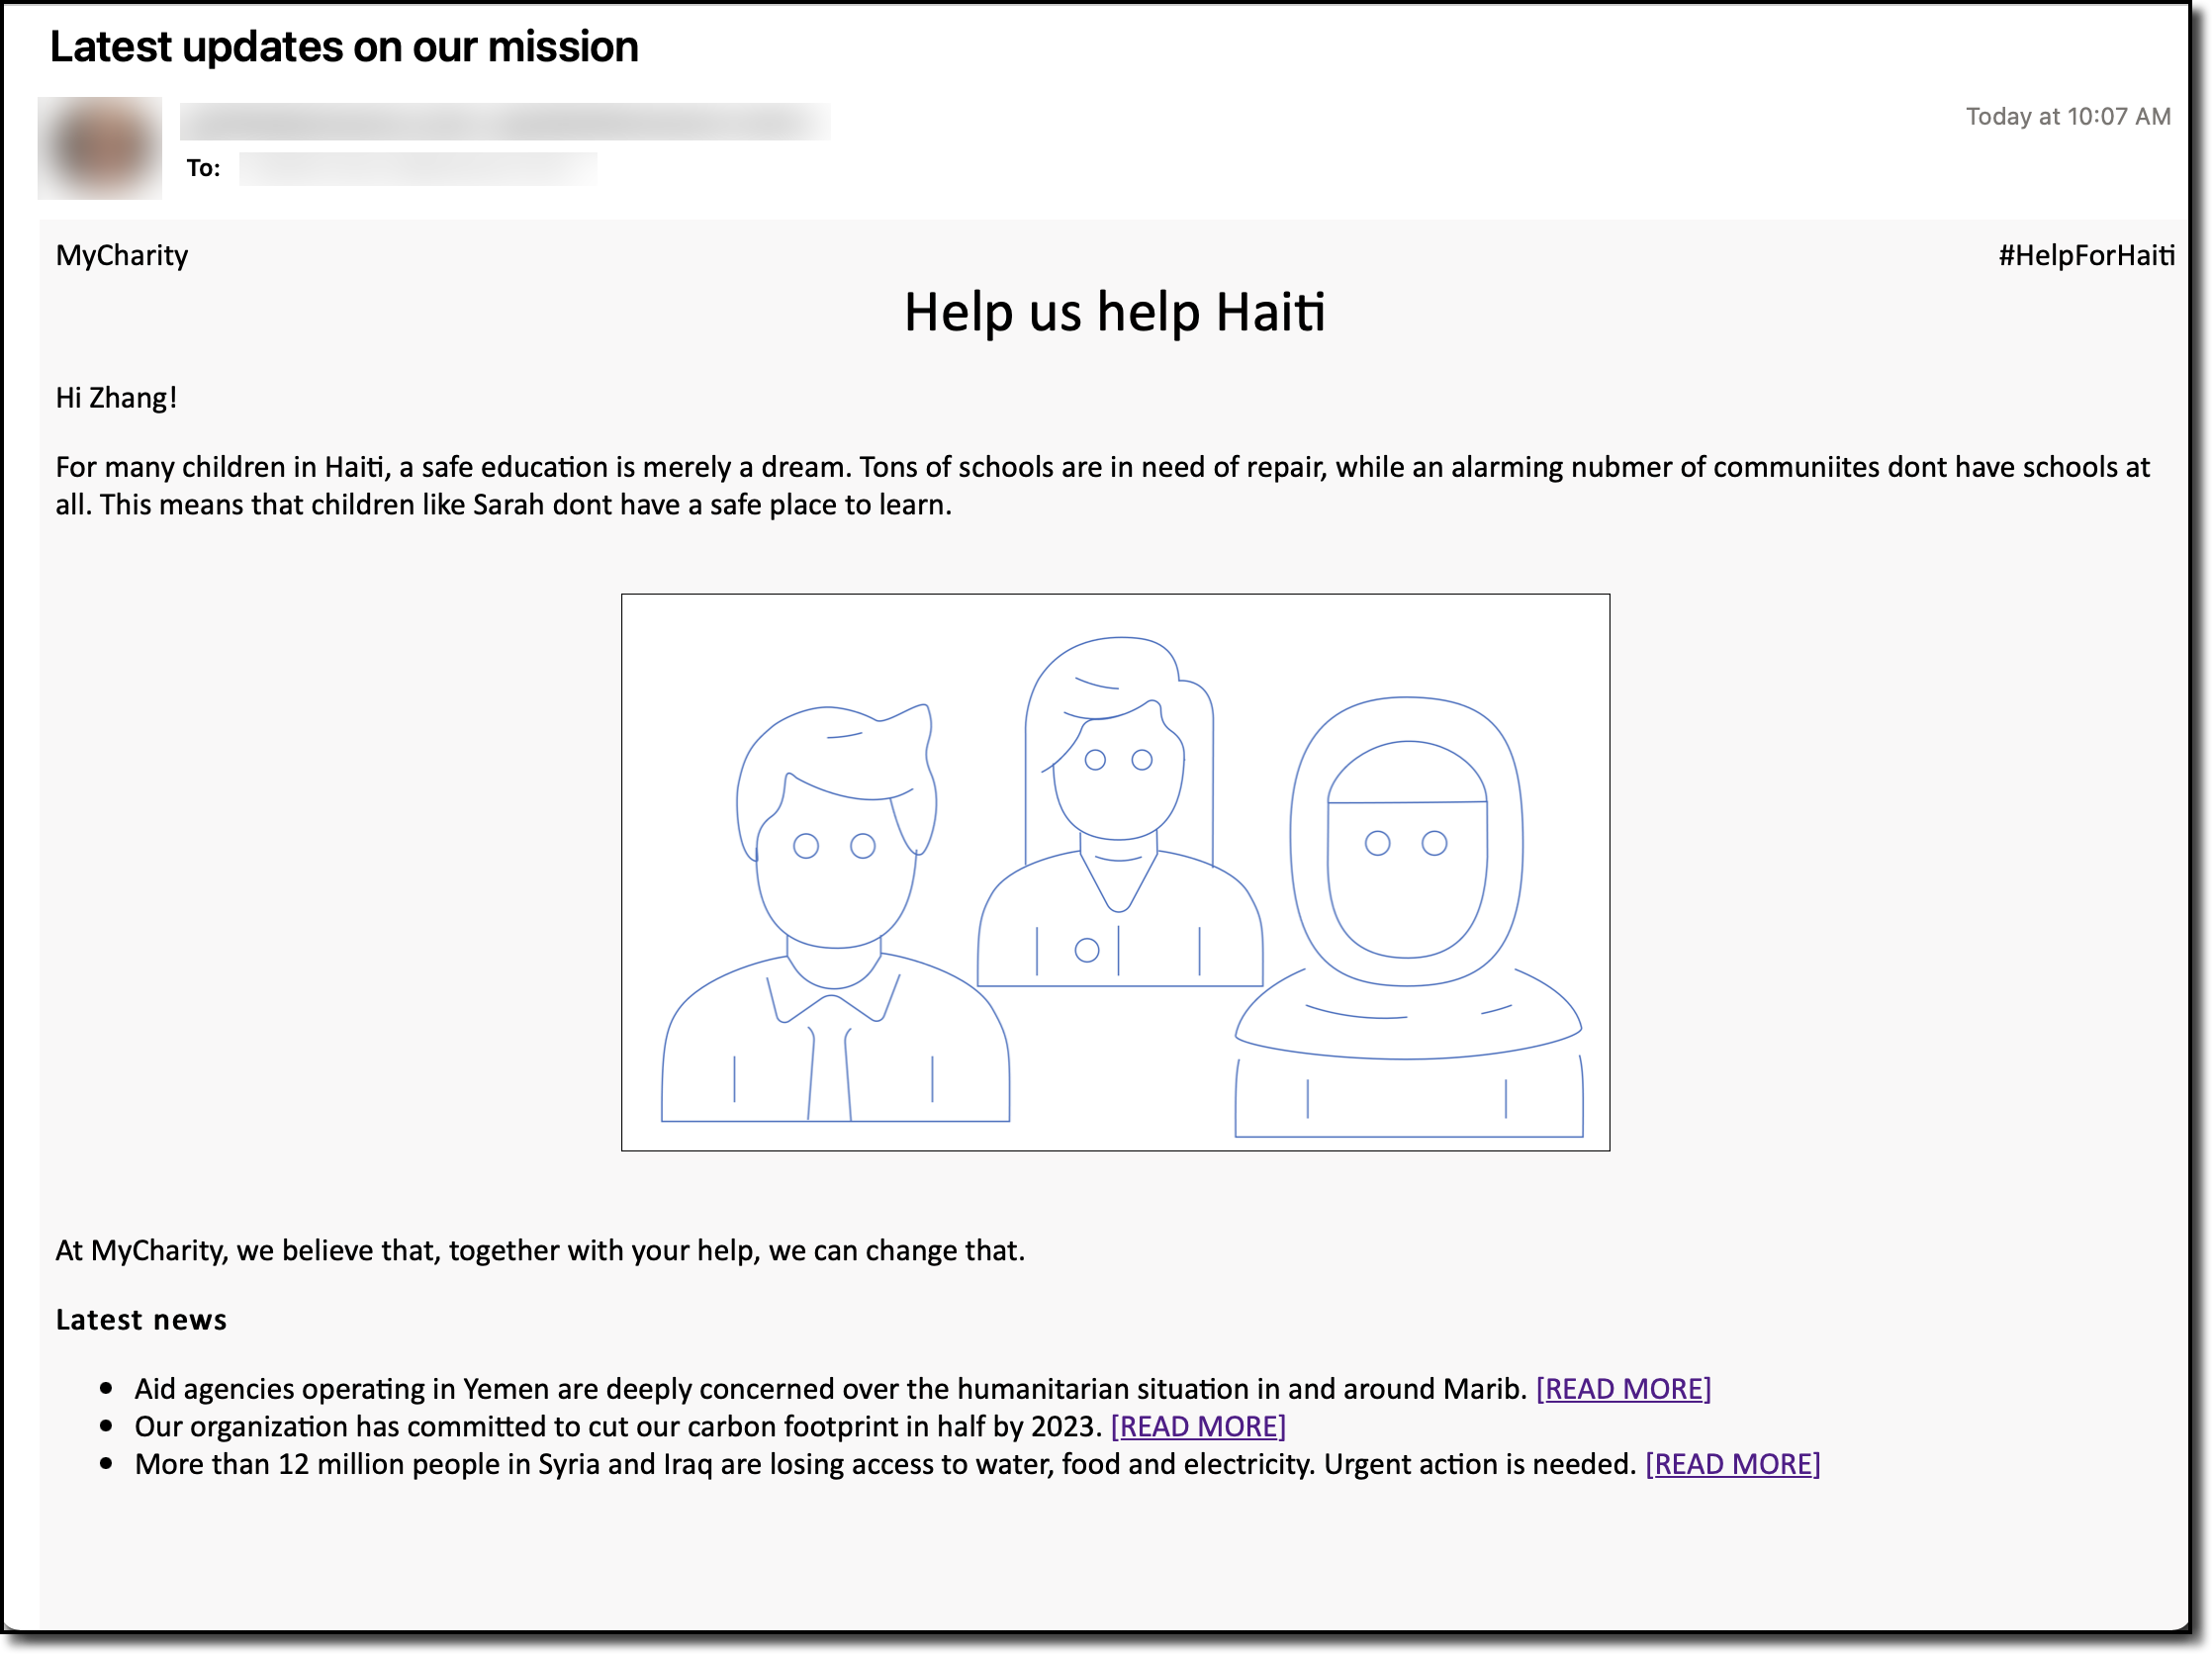 Latest updates on our mission
Today at 10:07 AM
To:
MyCharity
#HelpForHaiti
Help us help Haiti
Hi Zhang!
For many children in Haiti, a safe education is merely a dream. Tons of schools are in need of repair, while an alarming nubmer of communiites dont have schools at
all. This means that children like Sarah dont have a safe place to learn.
At MyCharity, we believe that, together with your help, we can change that.
Latest news
• Aid agencies operating in Yemen are deeply concerned over the humanitarian situation in and around Marib. [READ MORE]
• Our organization has committed to cut our carbon footprint in half by 2023. [READ MORE]
• More than 12 million people in Syria and Iraq are losing access to water, food and electricity. Urgent action is needed. [READ MORE]